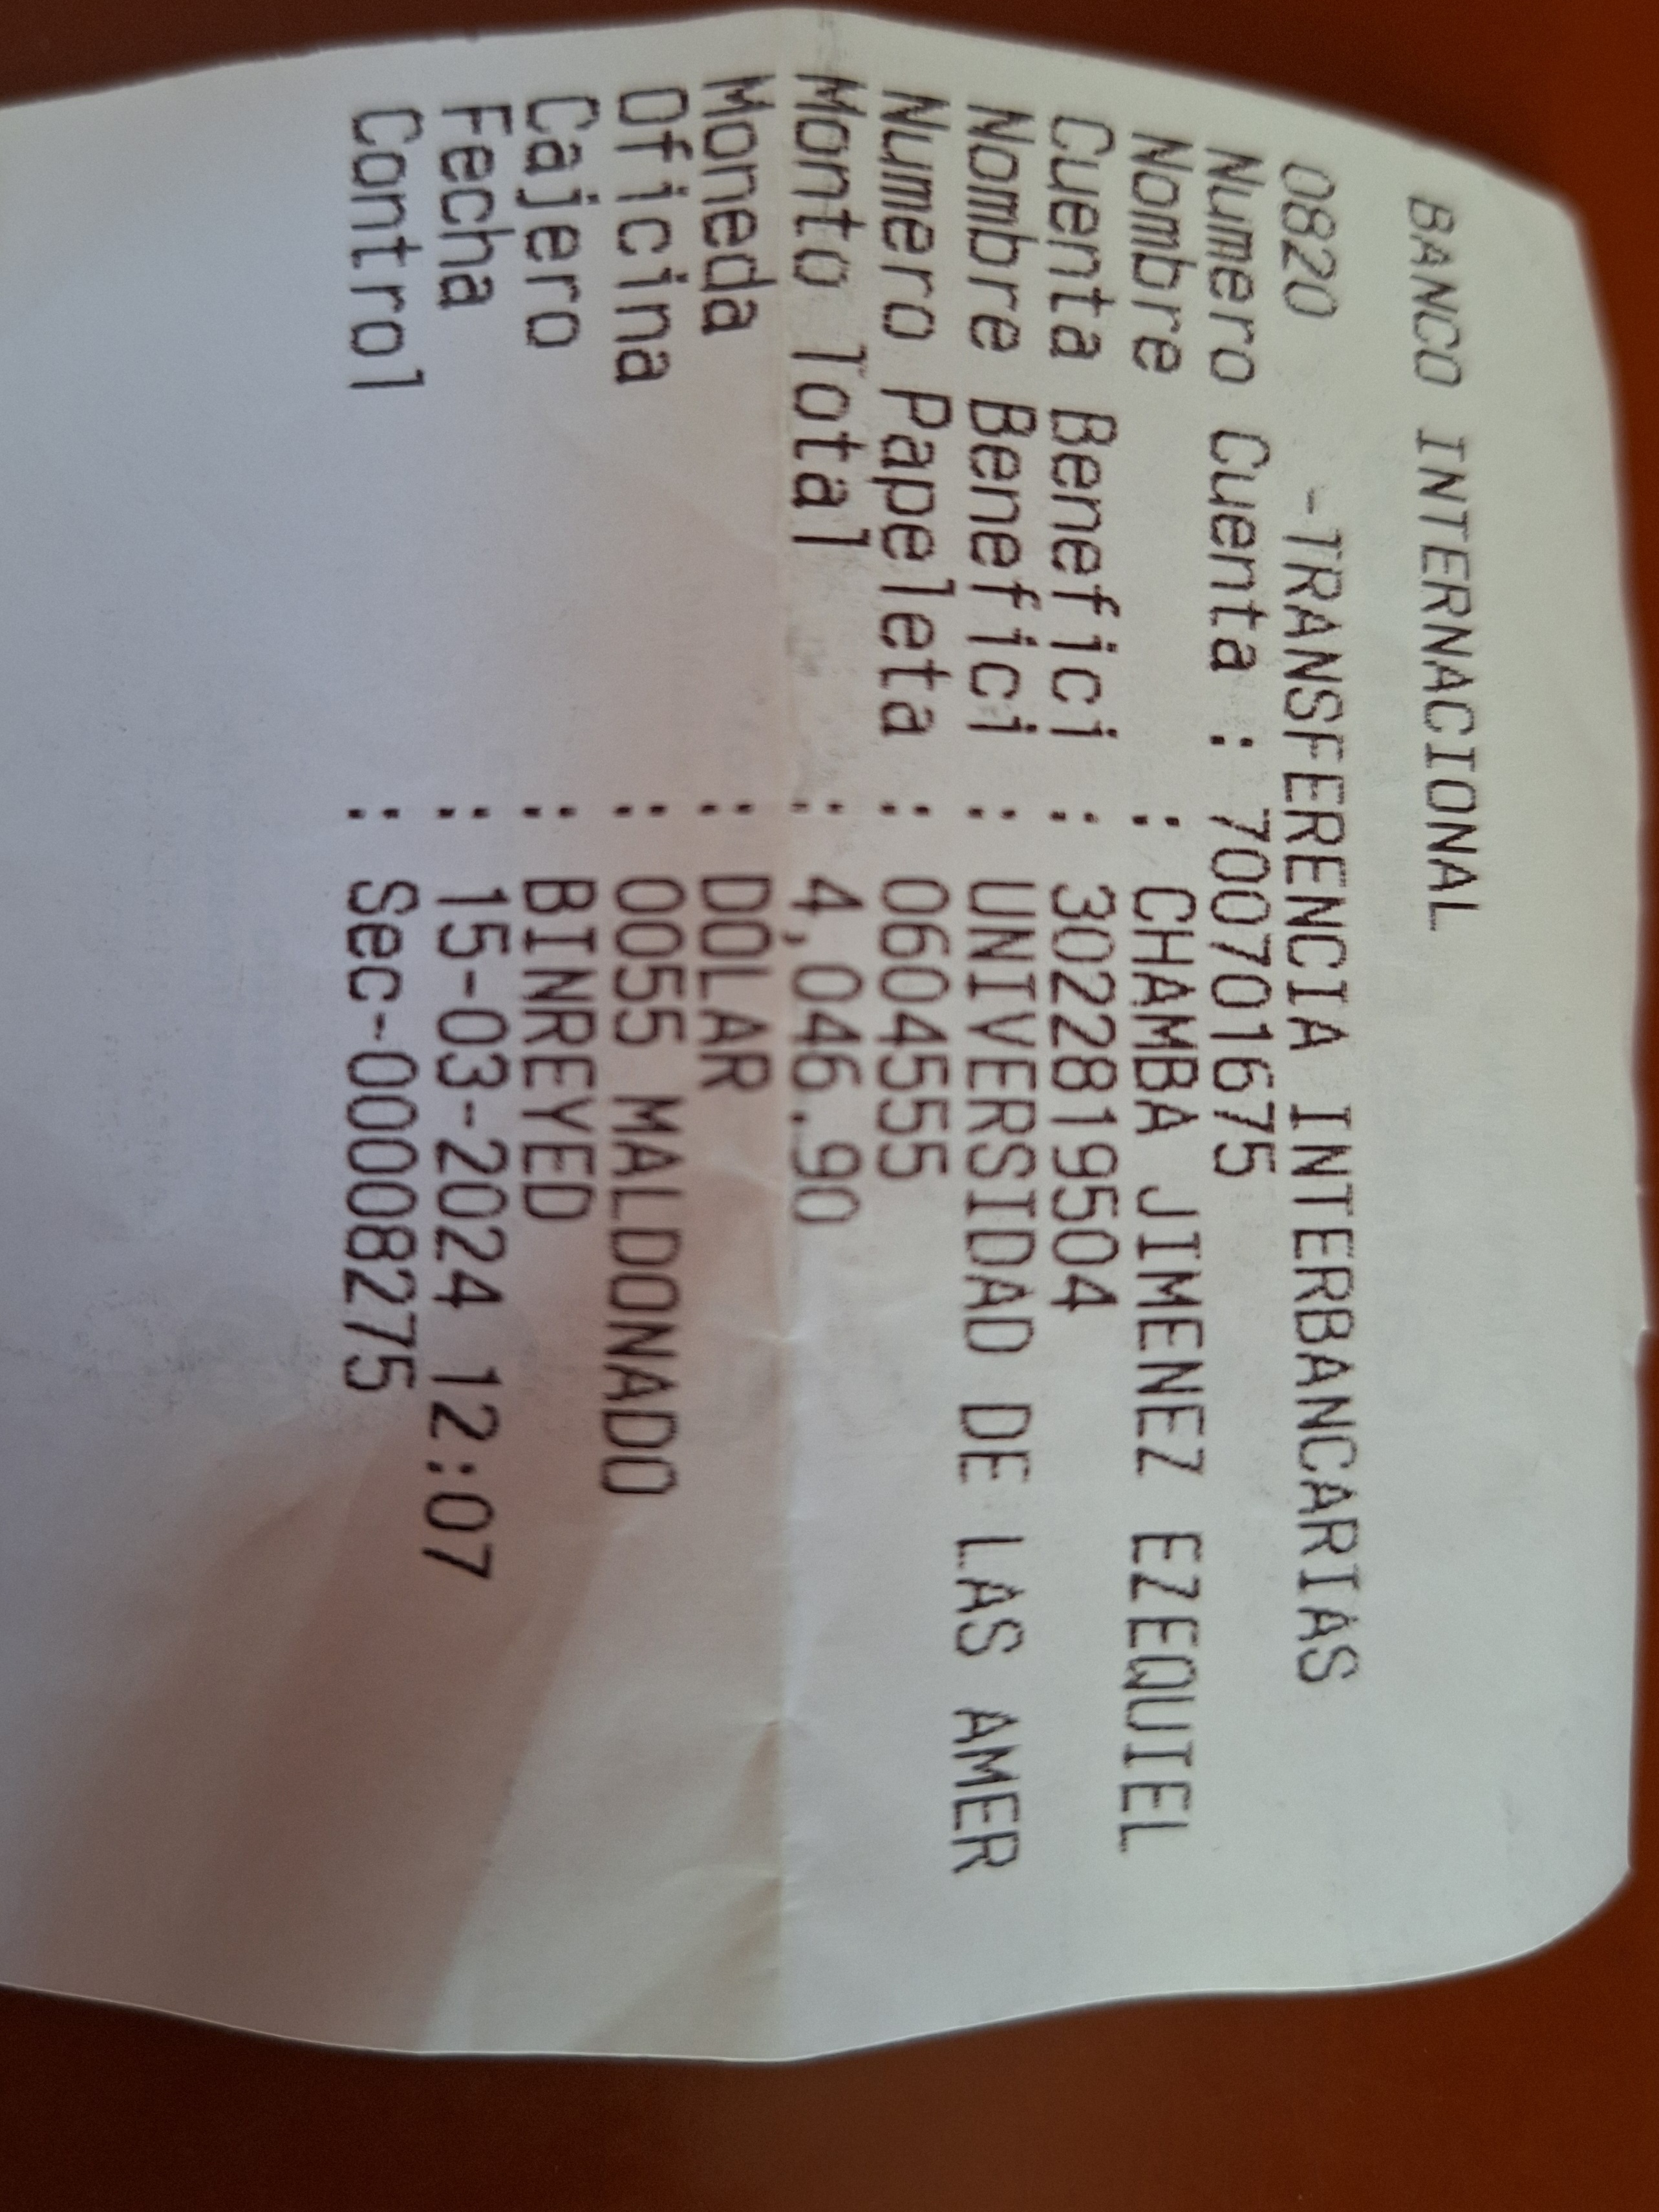 BANCO INTERNACIONAL
0820 -TRANSFERENCIA INTERBANCARIAS
Numero Cuenta : 7007016755
Nombre : CHAMBA JIMENEZ EZEQUIEL
Cuenta Benefici : 3022819504
Nombre Benefici : UNIVERSIDAD DE LAS AMER
Numero Papeleta : 0604555
Monto Total : 4,046.90
Moneda : DOLAR
Oficina : 0055 MALDONADO
Cajero : BINREYED
Fecha : 15-03-2024 12:07
Control : Sec-00008275